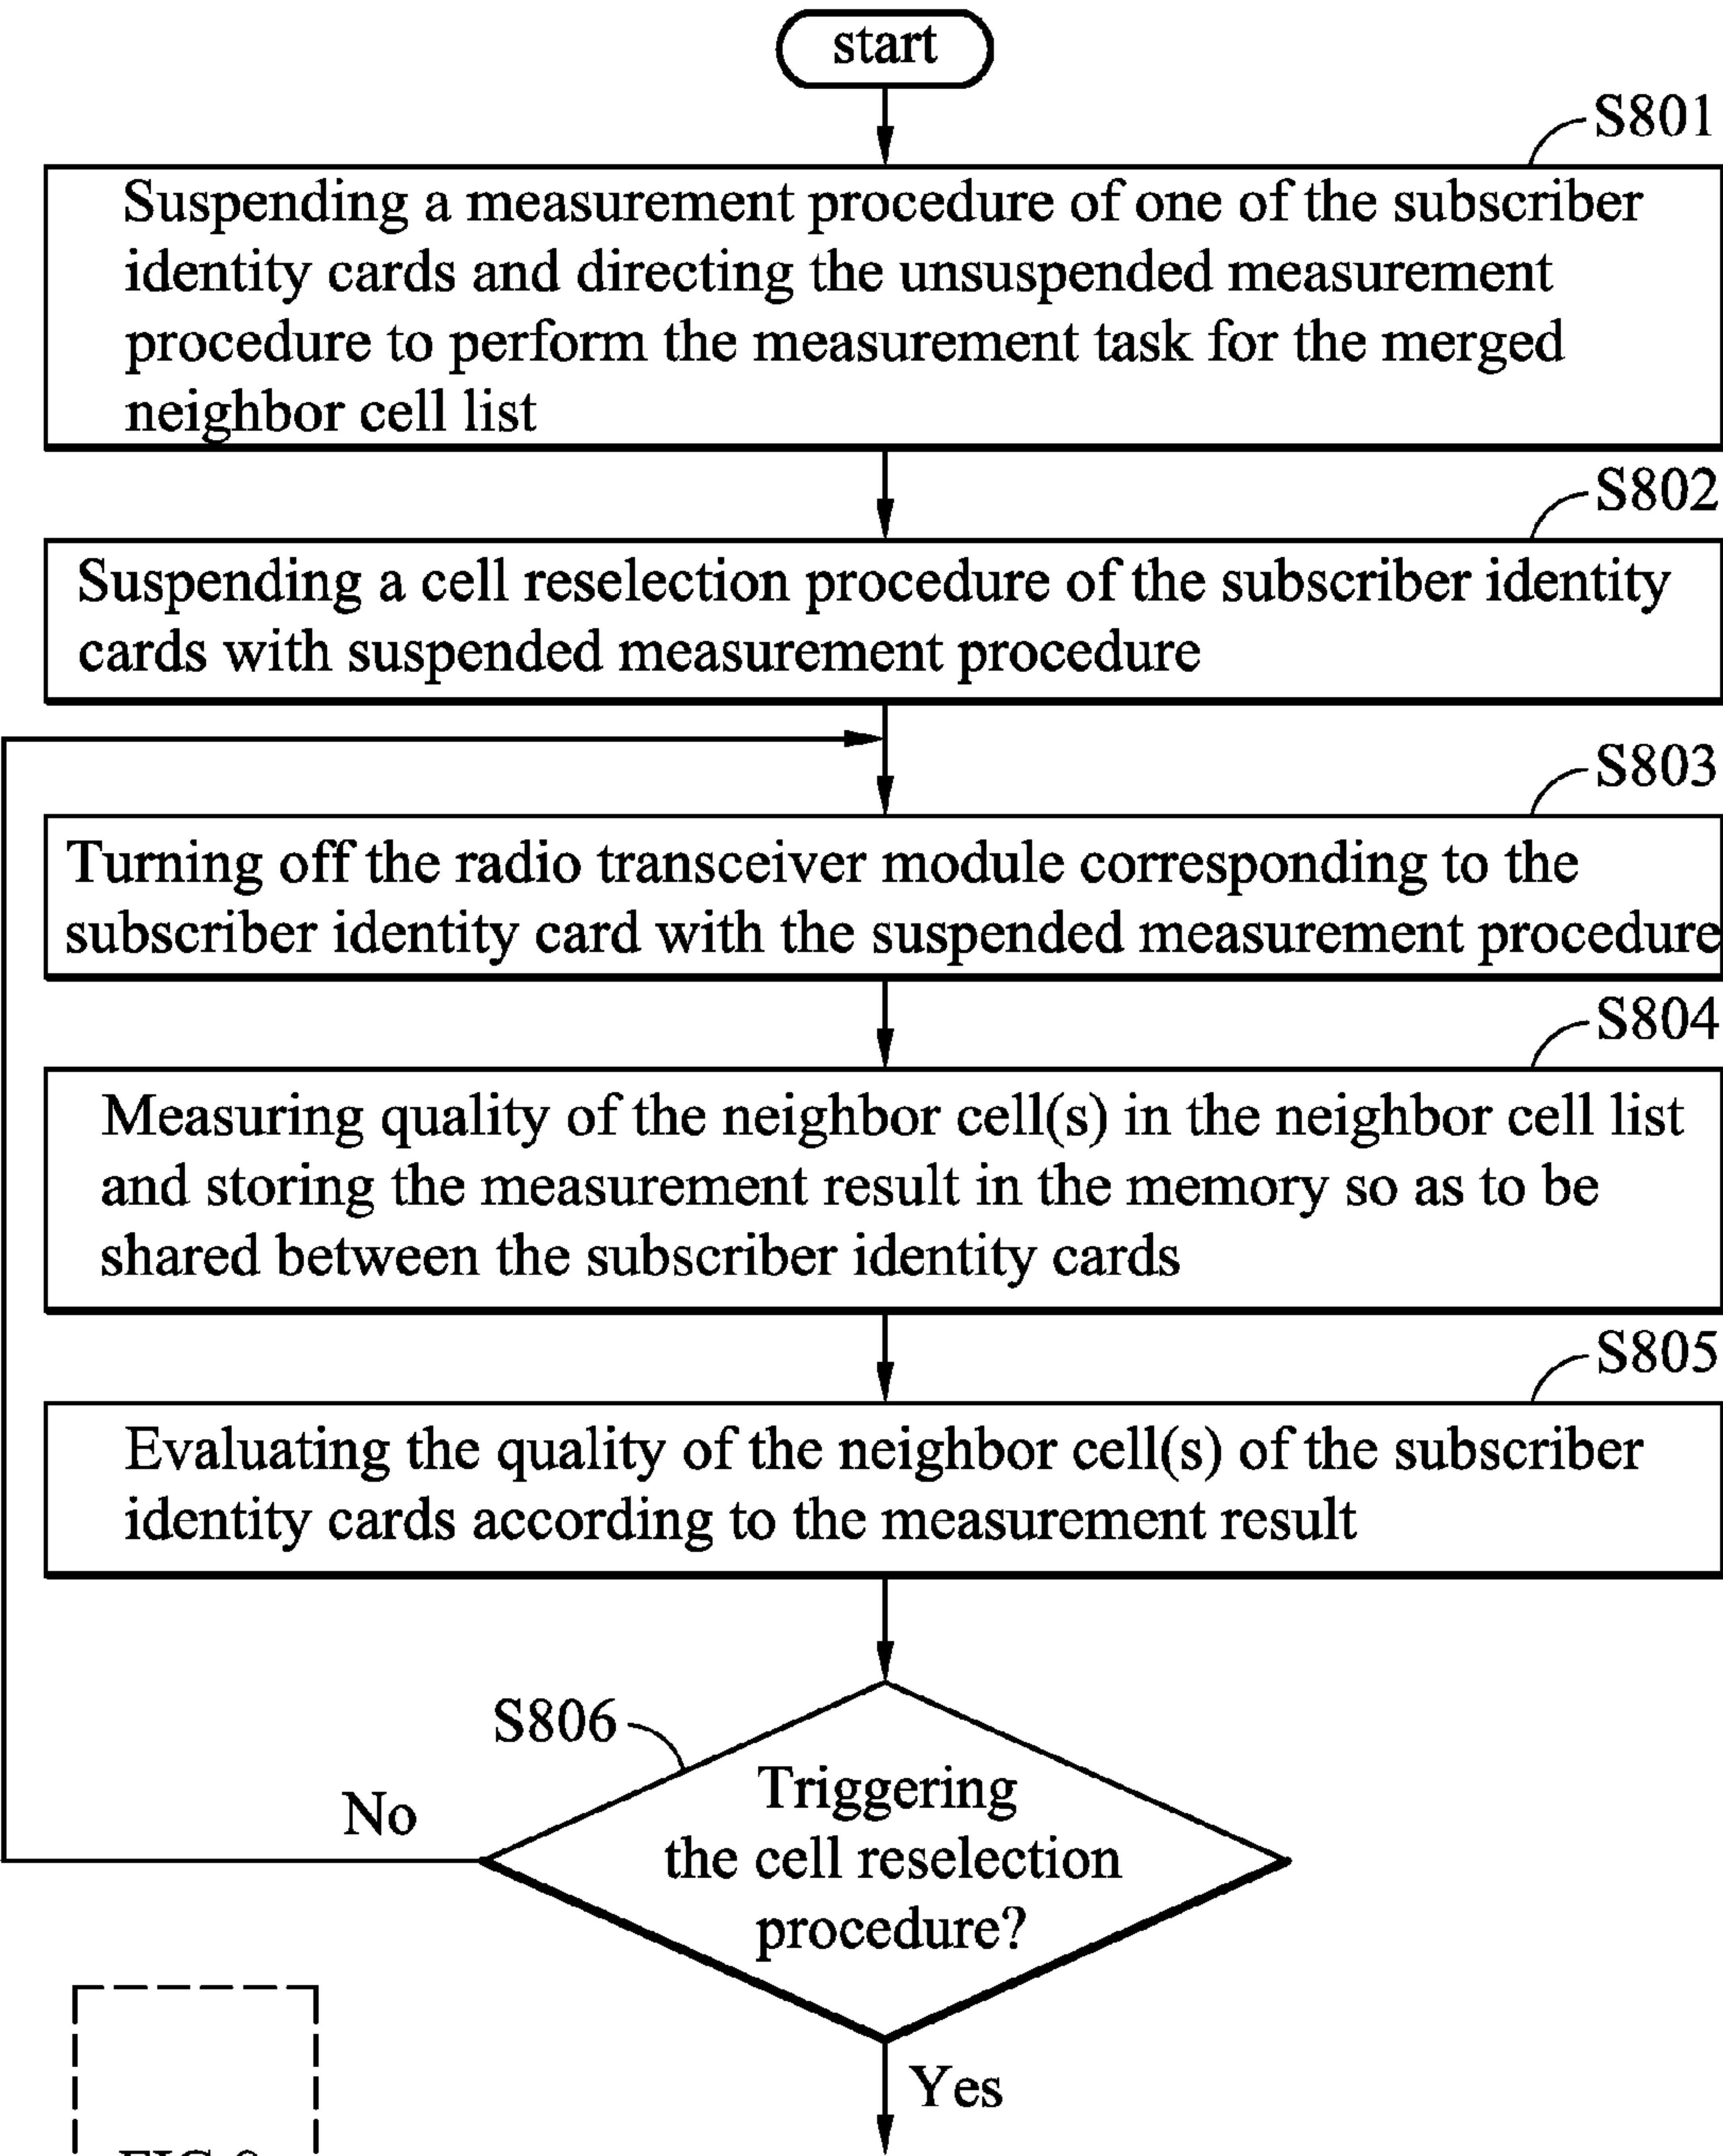 start
S801
Suspending a measurement procedure of one of the subscriber
identity cards and directing the unsuspended measurement
procedure to perform the measurement task for the merged
neighbor cell list
S802
Suspending a cell reselection procedure of the subscriber identity
cards with suspended measurement procedure
S803
Turning off the radio transceiver module corresponding to the
subscriber identity card with the suspended measurement procedure
S804
Measuring quality of the neighbor cell(s) in the neighbor cell list
and storing the measurement result in the memory so as to be
shared between the subscriber identity cards
S805
Evaluating the quality of the neighbor cell(s) of the subscriber
identity cards according to the measurement result
S806
No
Triggering
the cell reselection
procedure?
Yes